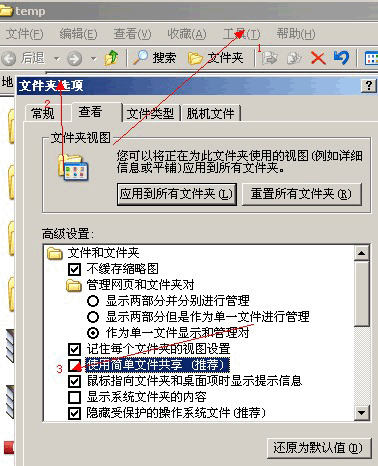 temp
文件(F) 编辑(E) 查看(V) 收藏(A) 工具(T) 帮助(H)
1
后退 搜索 文件夹
地
文件夹选项
2
常规 查看 文件类型 脱机文件
文件夹视图
您可以将正在为此文件夹使用的视图(例如详细
信息或平铺)应用到所有文件夹。
应用到所有文件夹(L) 重置所有文件夹(R)
高级设置:
文件和文件夹
不缓存缩略图
管理网页和文件夹对
显示两部分并分别进行管理
显示两部分但是作为单一文件进行管理
作为单一文件显示和管理对
记住每个文件夹的视图设置
3
使用简单文件共享 (推荐)
鼠标指向文件夹和桌面项时显示提示信息
显示系统文件夹的内容
隐藏受保护的操作系统文件(推荐)
还原为默认值(D)